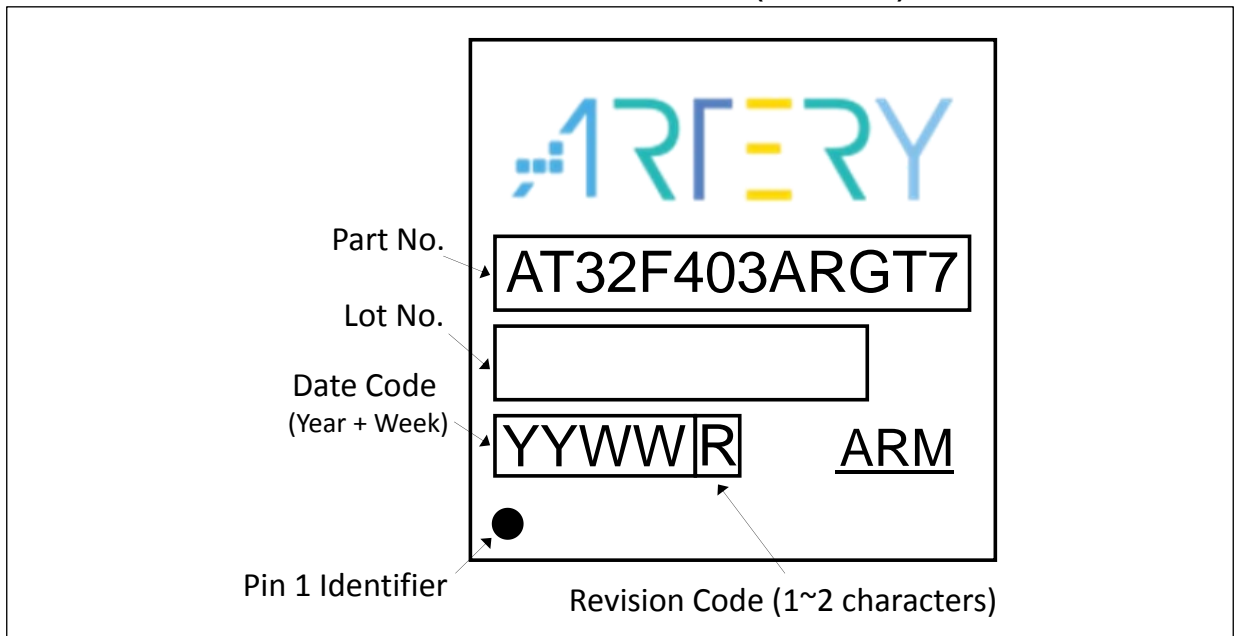 ARTERY
Part No.
AT32F403ARGT7
Lot No.
Date Code
(Year + Week)
YYWW R
ARM
Pin 1 Identifier
Revision Code (1~2 characters)